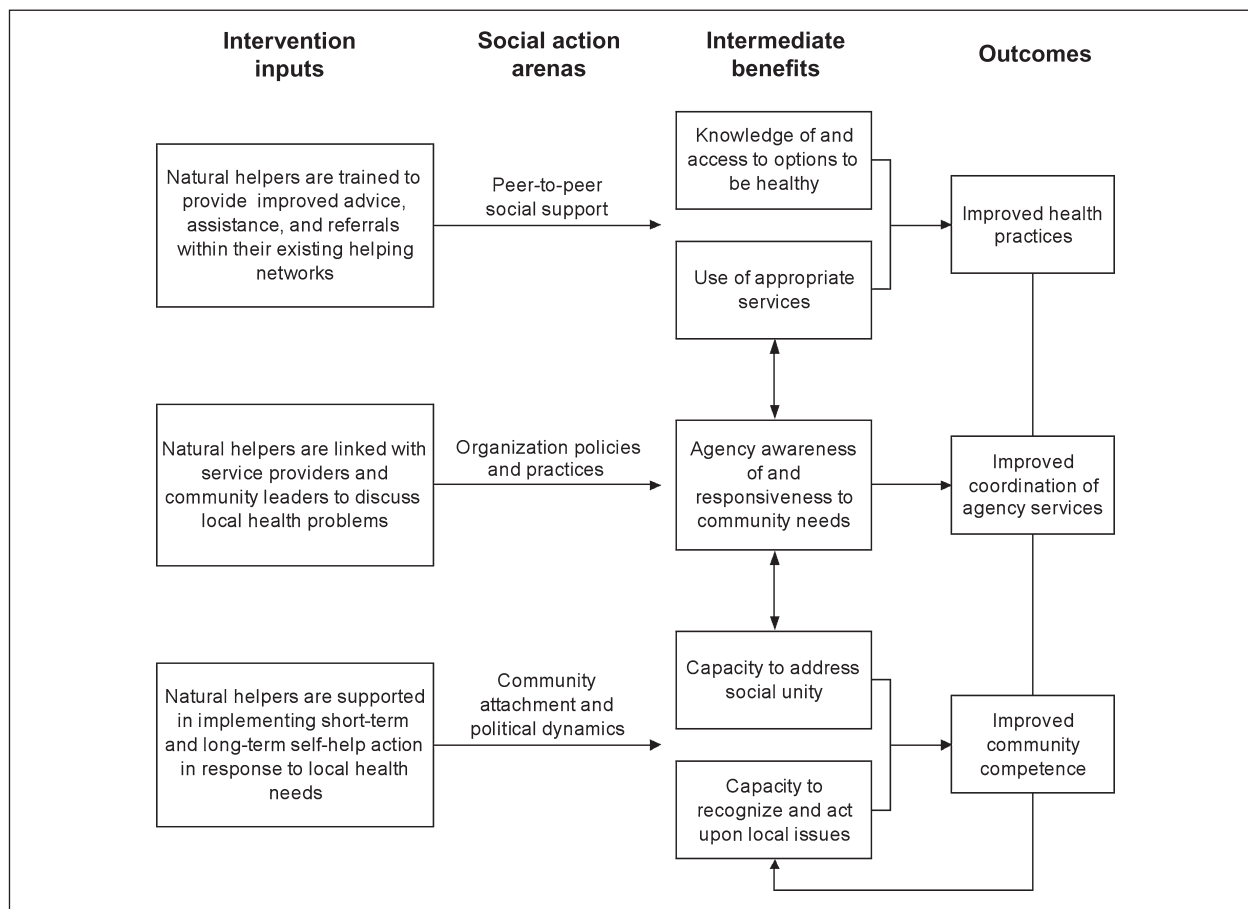 Intervention
inputs
Social action
arenas
Intermediate
benefits
Outcomes
Natural helpers are trained to
provide improved advice,
assistance, and referrals
within their existing helping
networks
Peer-to-peer
social support
Knowledge of and
access to options to
be healthy
Use of appropriate
services
Improved health
practices
Natural helpers are linked with
service providers and
community leaders to discuss
local health problems
Organization policies
and practices
Agency awareness
of and
responsiveness to
community needs
Improved
coordination of
agency services
Natural helpers are supported
in implementing short-term
and long-term self-help action
in response to local health
needs
Community
attachment and
political dynamics
Capacity to address
social unity
Capacity to
recognize and act
upon local issues
Improved
community
competence